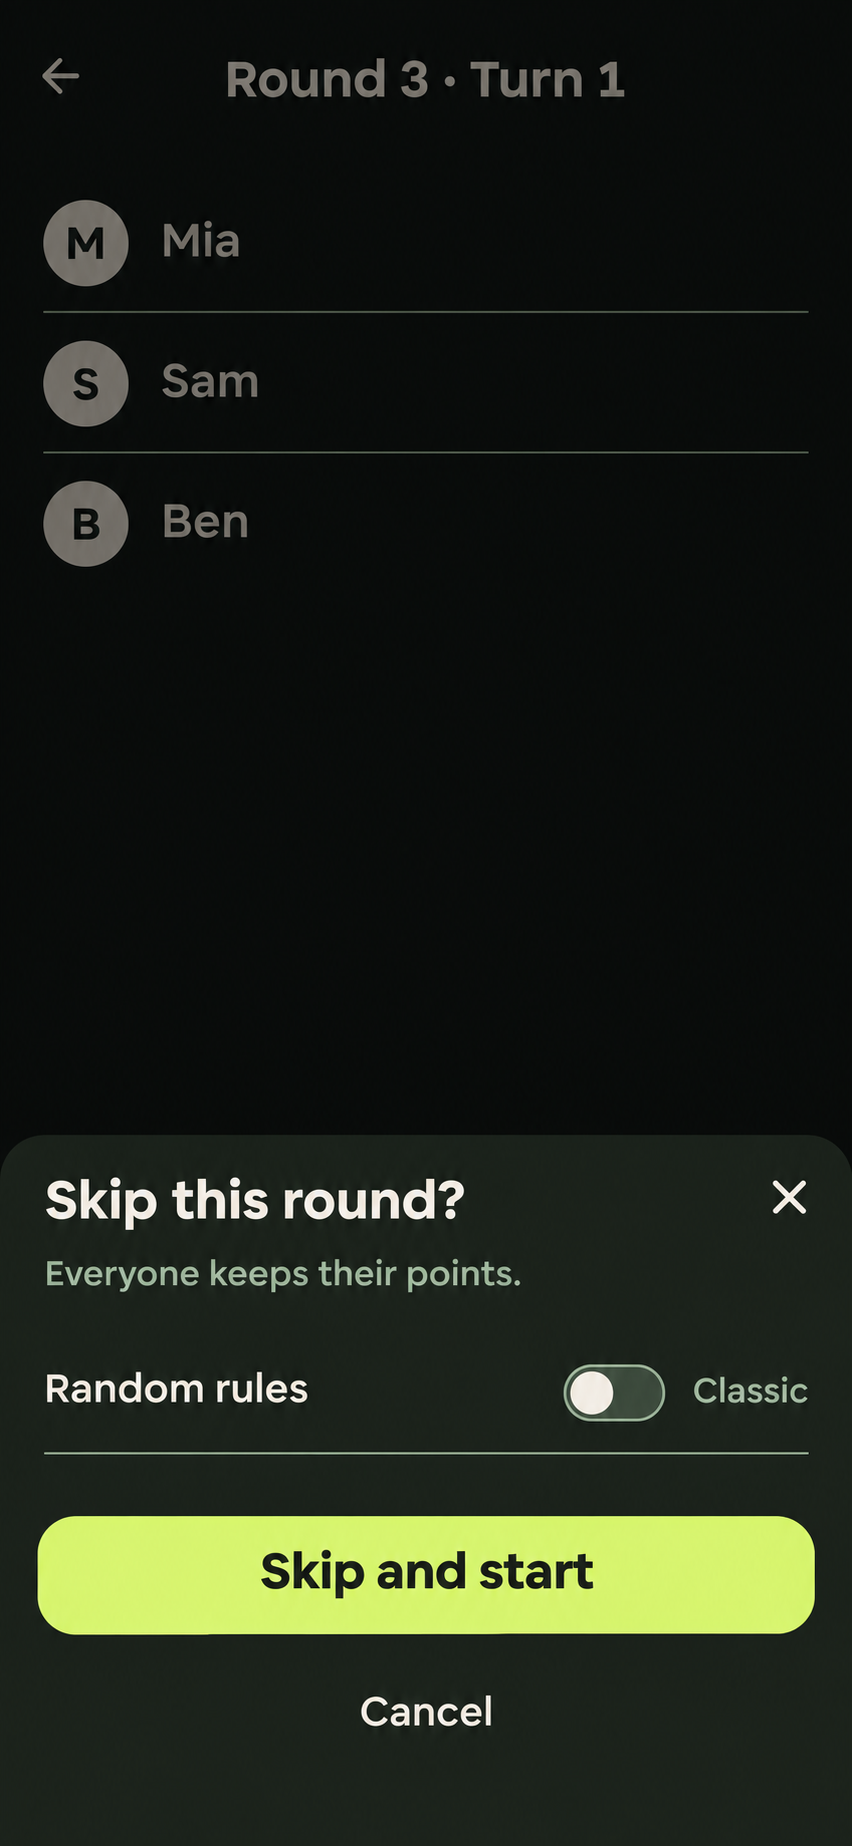 Round 3 • Turn 1
M Mia
S Sam
B Ben
Skip this round?
Everyone keeps their points.
Random rules Classic
Skip and start
Cancel